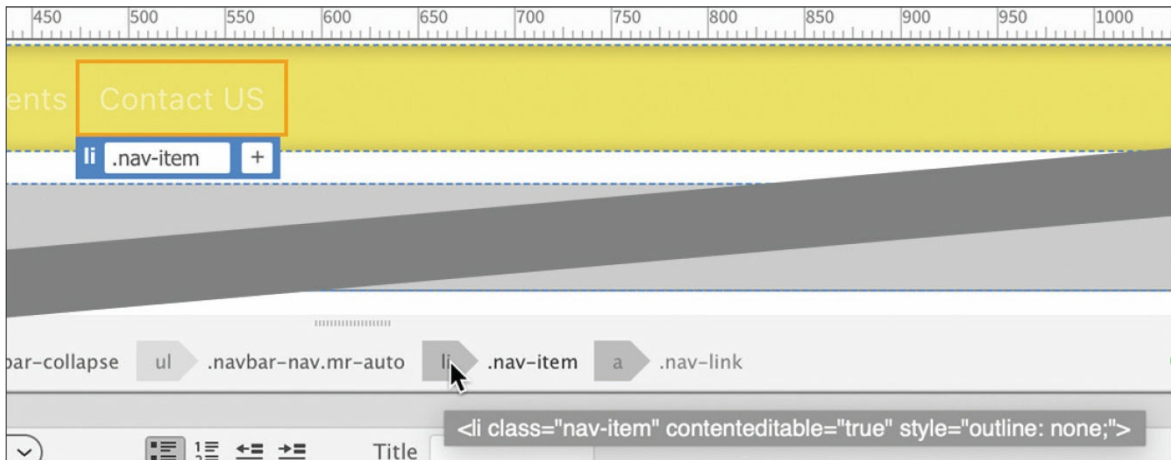 450 500 550 600 650 700 750 800 850 900 950 1000
ents Contact US
li .nav-item +
bar-collapse ul .navbar-nav.mr-auto li .nav-item a .nav-link
<li class="nav-item" contenteditable="true" style="outline: none;">
Title